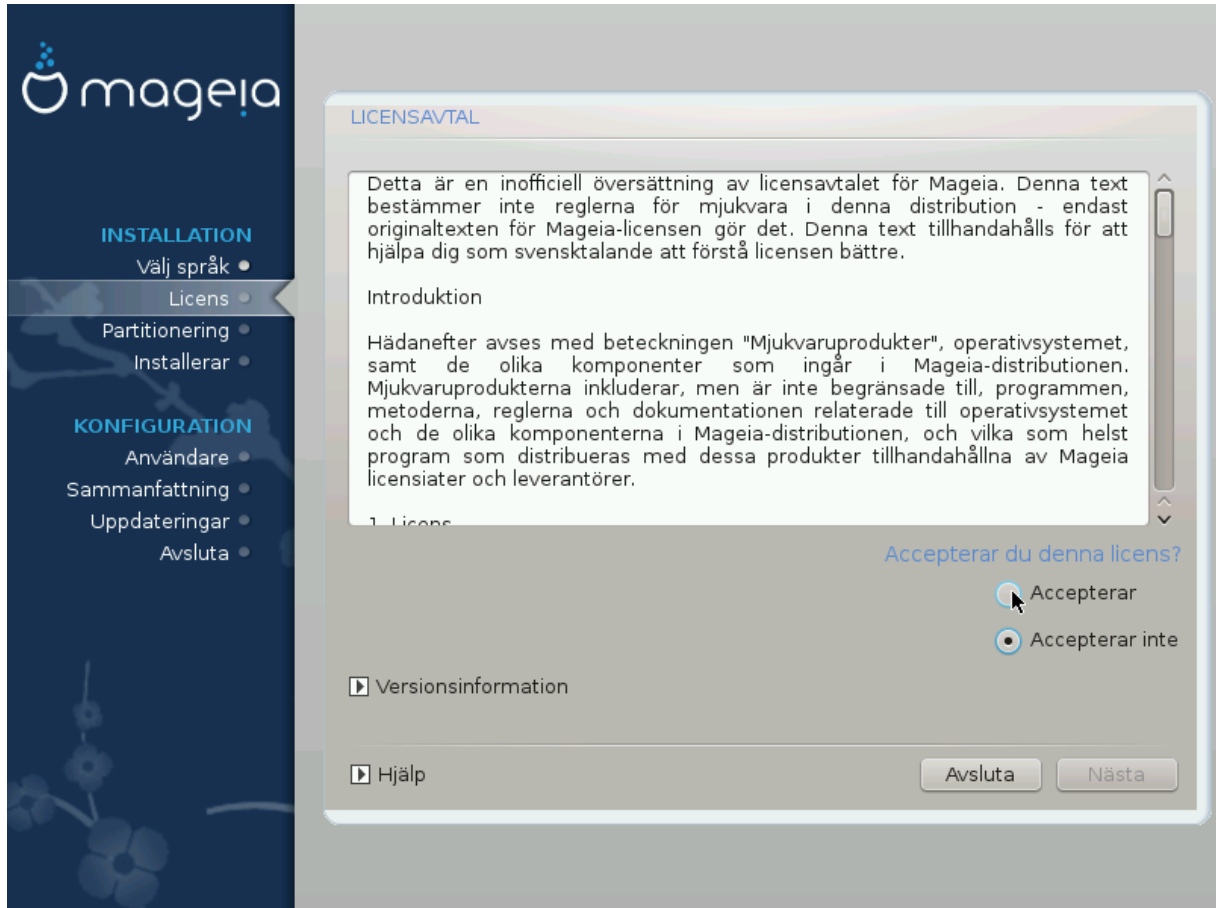 mageia
INSTALLATION
Välj språk
Licens
Partitionering
Installerar
KONFIGURATION
Användare
Sammanfattning
Uppdateringar
Avsluta
LICENSAVTAL
Detta är en inofficiell översättning av licensavtalet för Mageia. Denna text
bestämmer inte reglerna för mjukvara i denna distribution - endast
originaltexten för Mageia-licensen gör det. Denna text tillhandahålls för att
hjälpa dig som svensktalande att förstå licensen bättre.
Introduktion
Hädanefter avses med beteckningen "Mjukvaruprodukter", operativsystemet,
samt de olika komponenter som ingår i Mageia-distributionen.
Mjukvaruprodukterna inkluderar, men är inte begränsade till, programmen,
metoderna, reglerna och dokumentationen relaterade till operativsystemet
och de olika komponenterna i Mageia-distributionen, och vilka som helst
program som distribueras med dessa produkter tillhandahållna av Mageia
licensiater och leverantörer.
1. Licens
Accepterar du denna licens?
Accepterar
Accepterar inte
Versionsinformation
Hjälp
Avsluta
Nästa